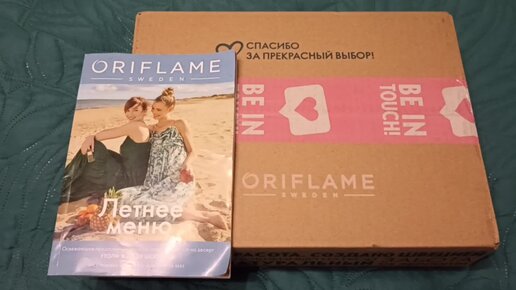 ORIFLAME
SWEDEN
Летнее
меню
СПАСИБО
ЗА ПРЕКРАСНЫЙ ВЫБОР!
BE IN
BE IN
TOUCH!
ORIFLAME
SWEDEN